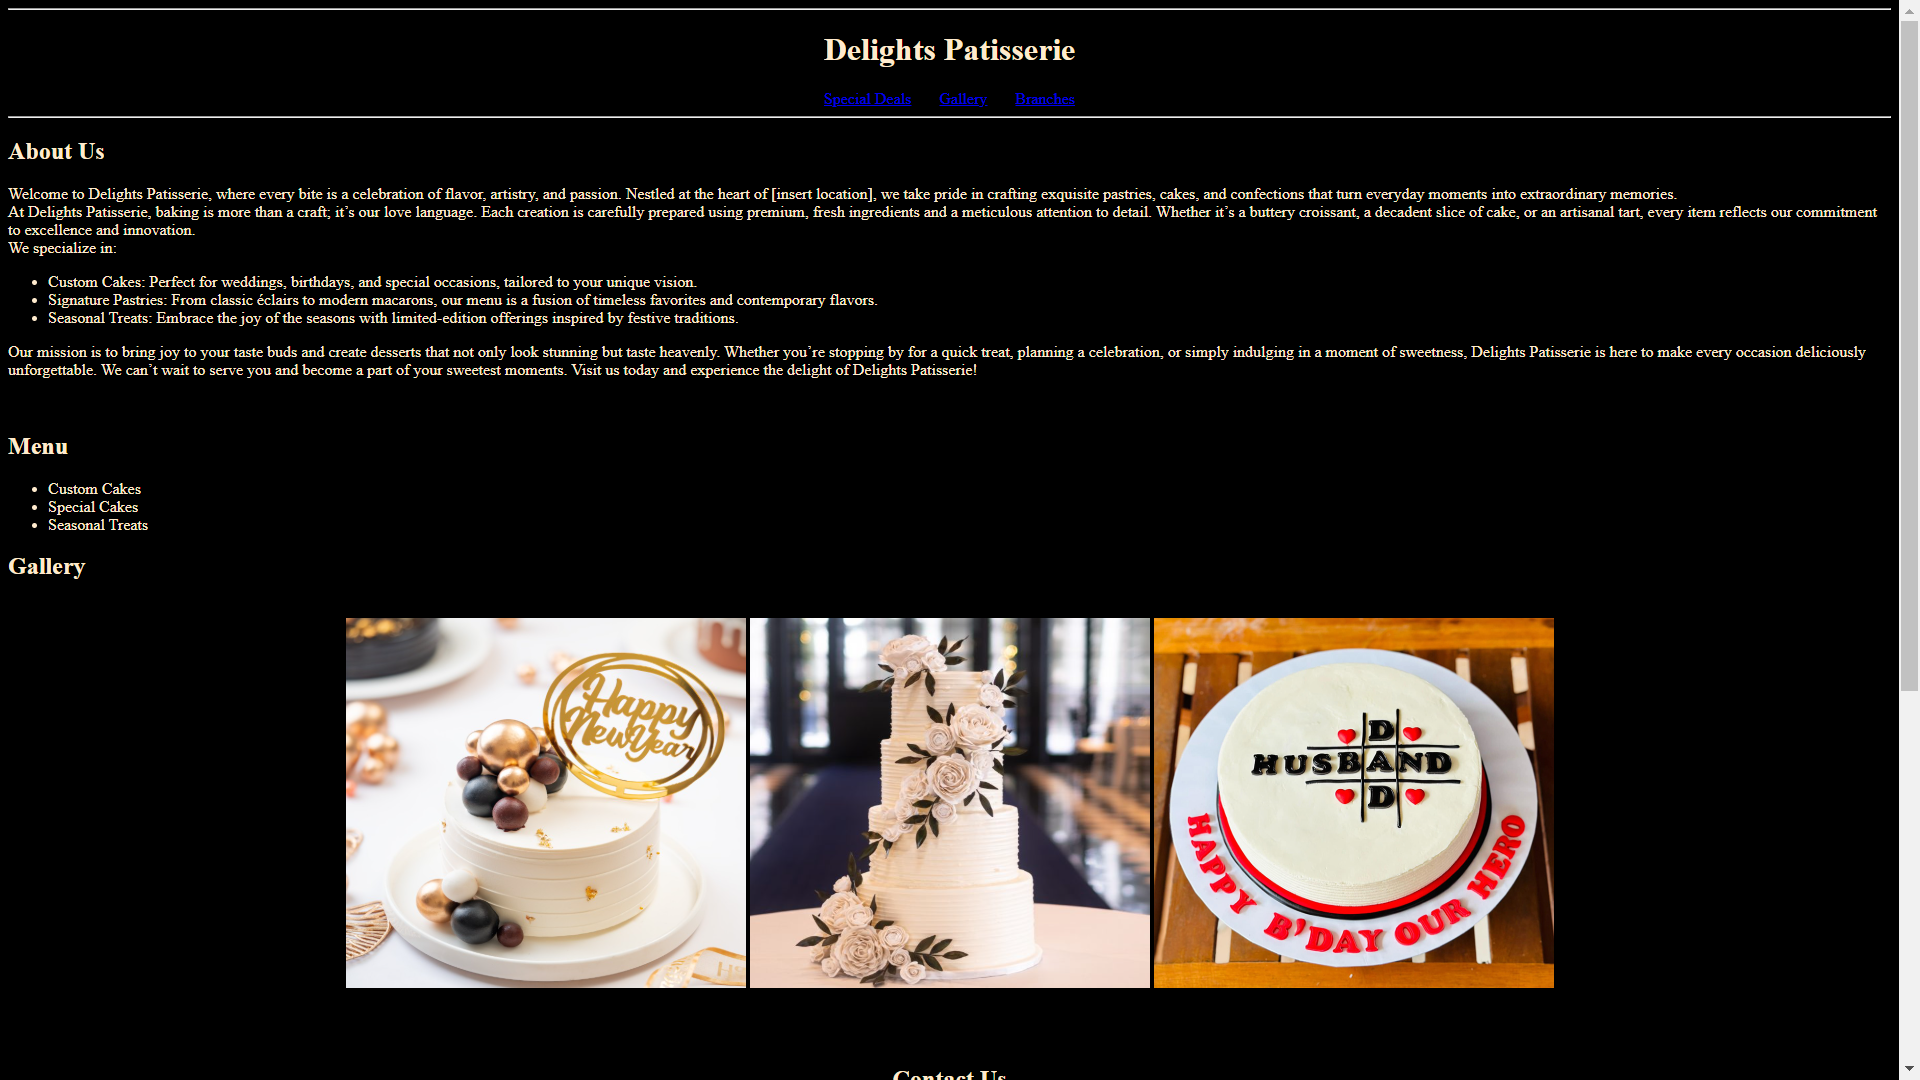 Delights Patisserie
Special Deals Gallery Branches
About Us
Welcome to Delights Patisserie, where every bite is a celebration of flavor, artistry, and passion. Nestled at the heart of [insert location], we take pride in crafting exquisite pastries, cakes, and confections that turn everyday moments into extraordinary memories.
At Delights Patisserie, baking is more than a craft; it’s our love language. Each creation is carefully prepared using premium, fresh ingredients and a meticulous attention to detail. Whether it’s a buttery croissant, a decadent slice of cake, or an artisanal tart, every item reflects our commitment
to excellence and innovation.
We specialize in:
• Custom Cakes: Perfect for weddings, birthdays, and special occasions, tailored to your unique vision.
• Signature Pastries: From classic éclairs to modern macarons, our menu is a fusion of timeless favorites and contemporary flavors.
• Seasonal Treats: Embrace the joy of the seasons with limited-edition offerings inspired by festive traditions.
Our mission is to bring joy to your taste buds and create desserts that not only look stunning but taste heavenly. Whether you’re stopping by for a quick treat, planning a celebration, or simply indulging in a moment of sweetness, Delights Patisserie is here to make every occasion deliciously
unforgettable. We can’t wait to serve you and become a part of your sweetest moments. Visit us today and experience the delight of Delights Patisserie!
Menu
• Custom Cakes
• Special Cakes
• Seasonal Treats
Gallery
Happy
New Year
D
HUSBAND
D
HAPPY B'DAY OUR HERO
Contact Us